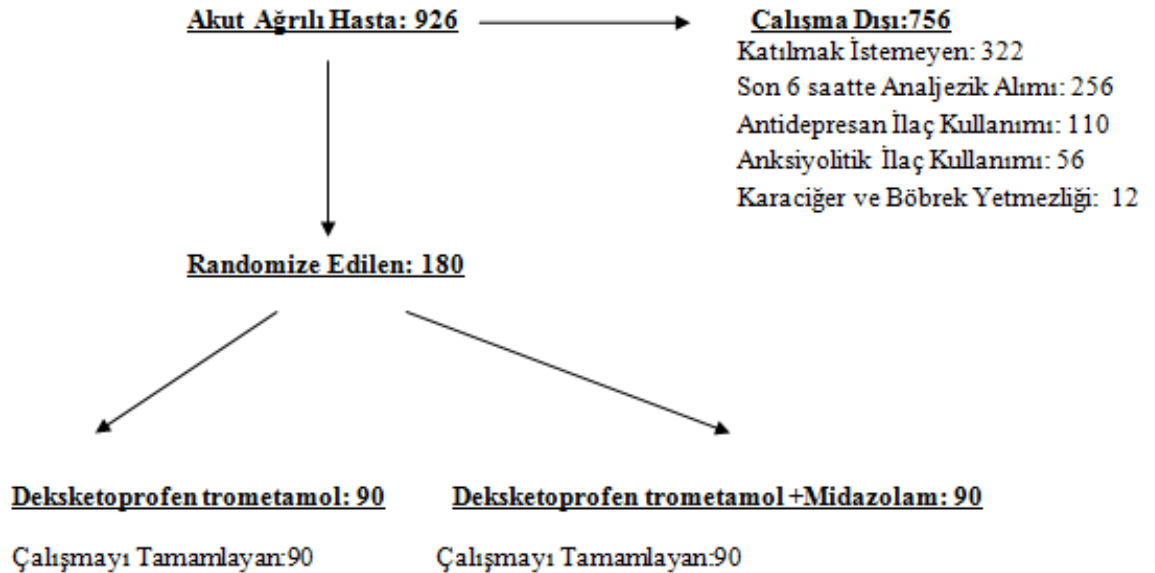 Akut Ağrılı Hasta: 926
Çalışma Dışı:756
Katılmak İstemeyen: 322
Son 6 saatte Analjezik Alımı: 256
Antidepresan İlaç Kullanımı: 110
Anksiyolitik İlaç Kullanımı: 56
Karaciğer ve Böbrek Yetmezliği: 12
Randomize Edilen: 180
Deksketoprofen trometamol: 90
Çalışmayı Tamamlayan:90
Deksketoprofen trometamol +Midazolam: 90
Çalışmayı Tamamlayan:90